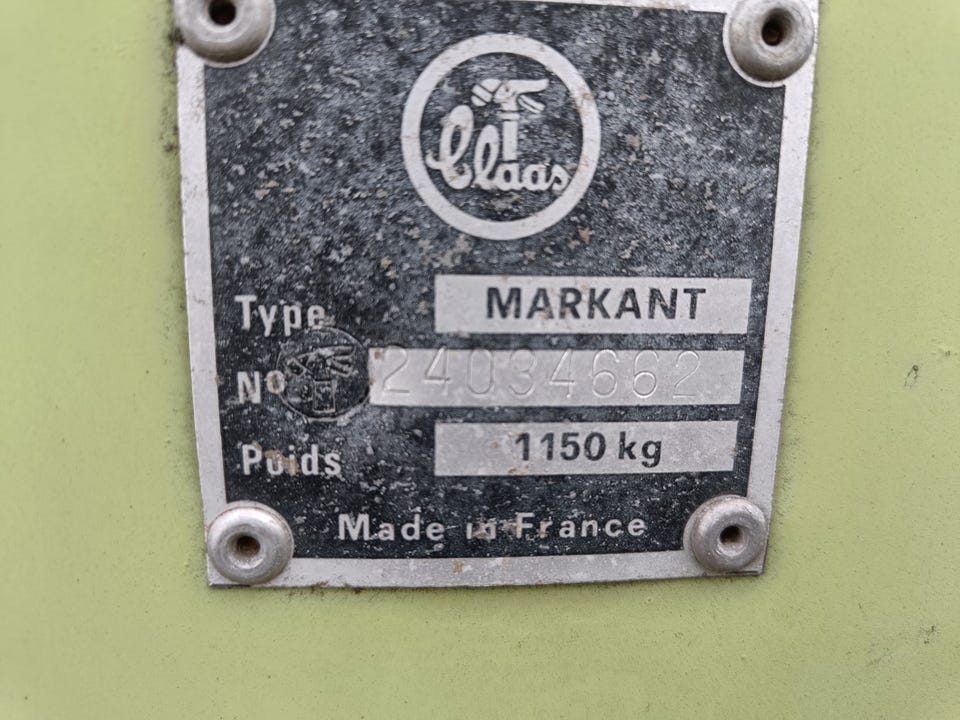 Claas
Type MARKANT
Nº 24034662
Poids 1150 kg
Made in France